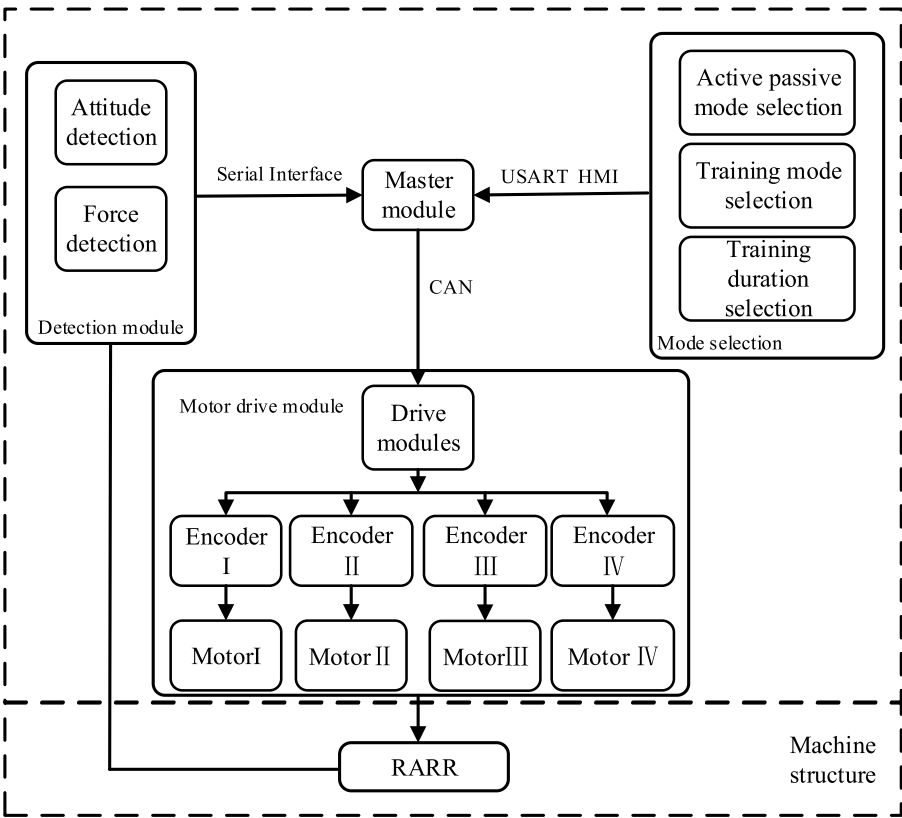 Attitude
detection
Force
detection
Detection module
Serial Interface
Master
module
USART HMI
Active passive
mode selection
Training mode
selection
Training
duration
selection
Mode selection
CAN
Motor drive module
Drive
modules
Encoder
I
Encoder
Ⅱ
Encoder
Ⅲ
Encoder
Ⅳ
MotorI
Motor Ⅱ
MotorⅢ
Motor Ⅳ
RARR
Machine
structure